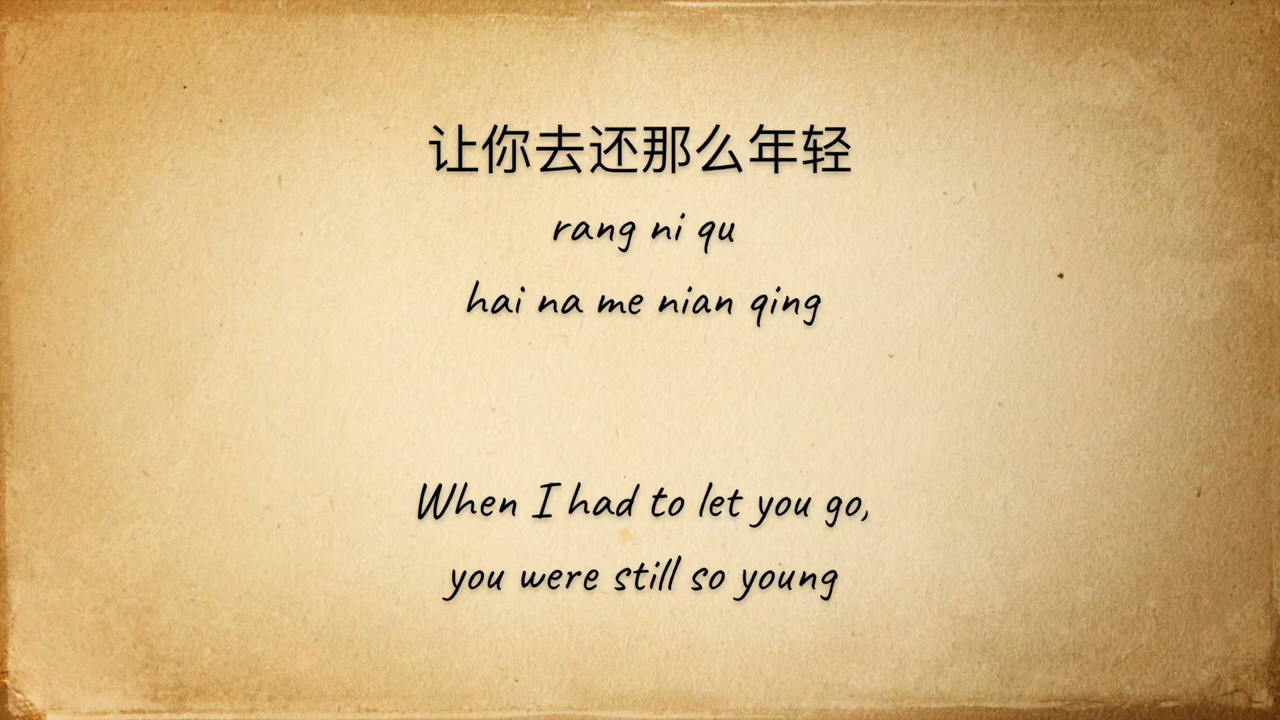 让你去还那么年轻
rang ni qu
hai na me nian qing
When I had to let you go,
you were still so young